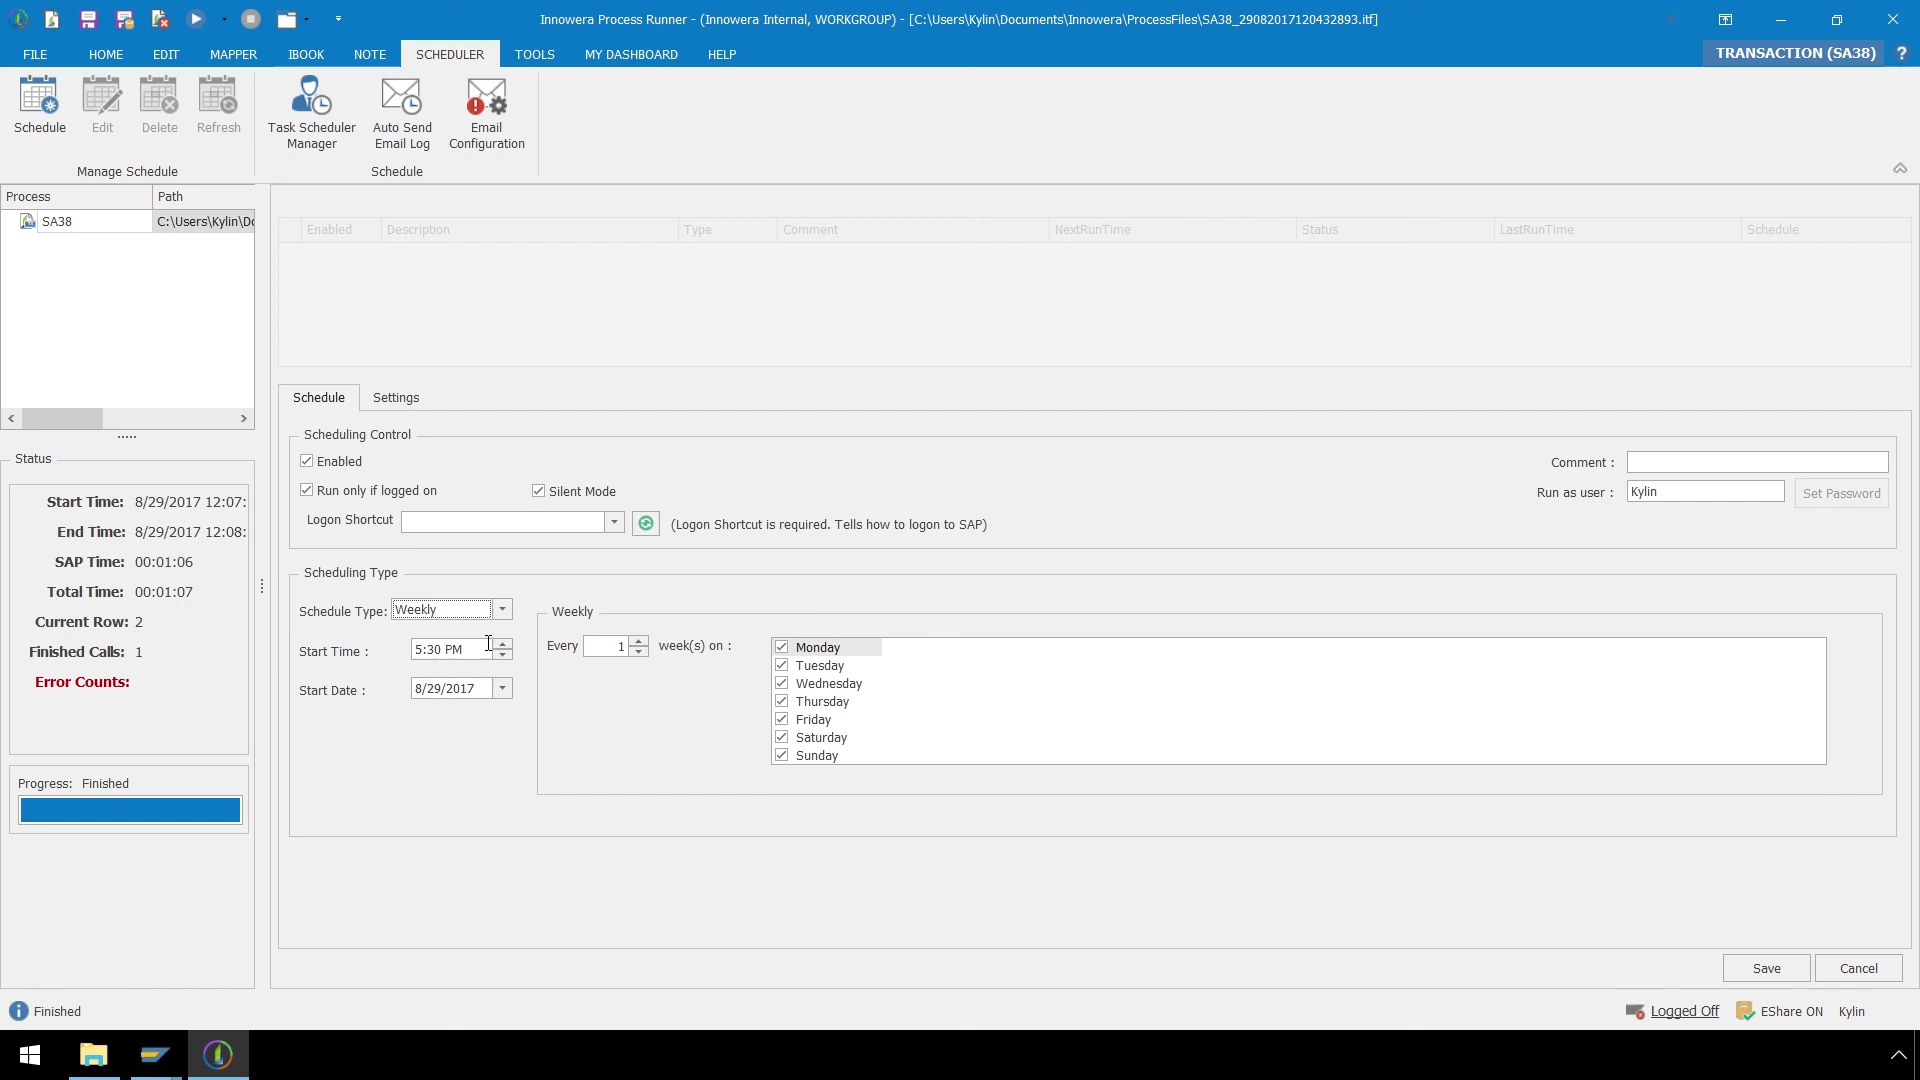 Innowera Process Runner - (Innowera Internal, WORKGROUP) - [C:\Users\Kylin\Documents\Innowera\ProcessFiles\SA38_29082017120432893.itf]
FILE HOME EDIT MAPPER IBOOK NOTE SCHEDULER TOOLS MY DASHBOARD HELP TRANSACTION (SA38) ?
Schedule Edit Delete Refresh
Manage Schedule
Task Scheduler Manager
Auto Send Email Log
Email Configuration
Schedule
Process Path
SA38 C:\Users\Kylin\Do
Enabled Description Type Comment NextRunTime Status LastRunTime Schedule
Schedule Settings
Scheduling Control
Enabled
Comment :
Run only if logged on Silent Mode
Run as user : Kylin Set Password
Logon Shortcut (Logon Shortcut is required. Tells how to logon to SAP)
Scheduling Type
Schedule Type: Weekly
Start Time : 5:30 PM
Start Date : 8/29/2017
Weekly
Every 1 week(s) on :
Monday
Tuesday
Wednesday
Thursday
Friday
Saturday
Sunday
Status
Start Time: 8/29/2017 12:07:
End Time: 8/29/2017 12:08:
SAP Time: 00:01:06
Total Time: 00:01:07
Current Row: 2
Finished Calls: 1
Error Counts:
Progress: Finished
Save Cancel
Finished
Logged Off EShare ON Kylin